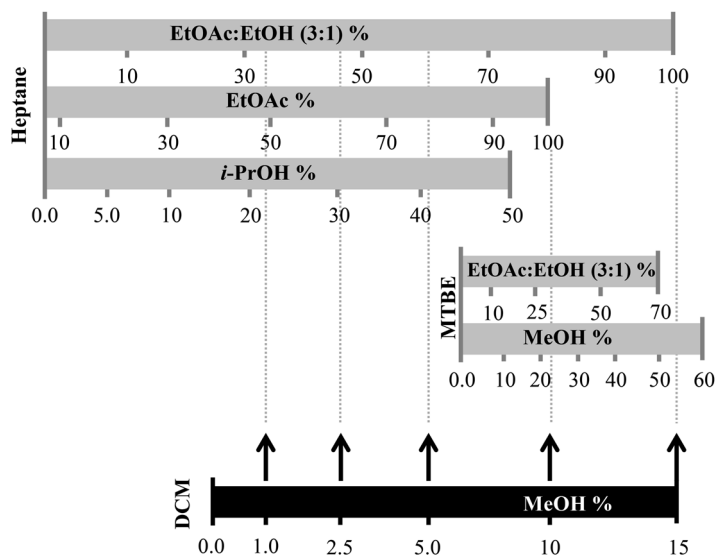 EtOAc:EtOH (3:1) %
10 30 50 70 90 100
Heptane
EtOAc %
10 30 50 70 90 100
i-PrOH %
0.0 5.0 10 20 30 40 50
MTBE
EtOAc:EtOH (3:1) %
10 25 50 70
MeOH %
0.0 10 20 30 40 50 60
DCM
MeOH %
0.0 1.0 2.5 5.0 10 15